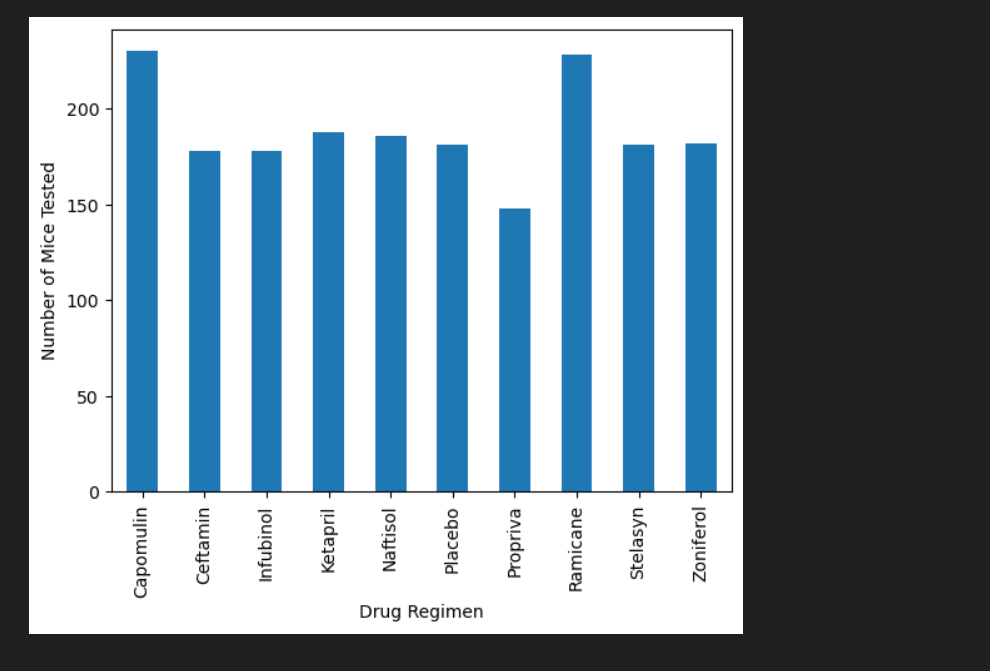 200
150
100
50
0
Number of Mice Tested
Capomulin
Ceftamin
Infubinol
Ketapril
Naftisol
Placebo
Propriva
Ramicane
Stelasyn
Zoniferol
Drug Regimen